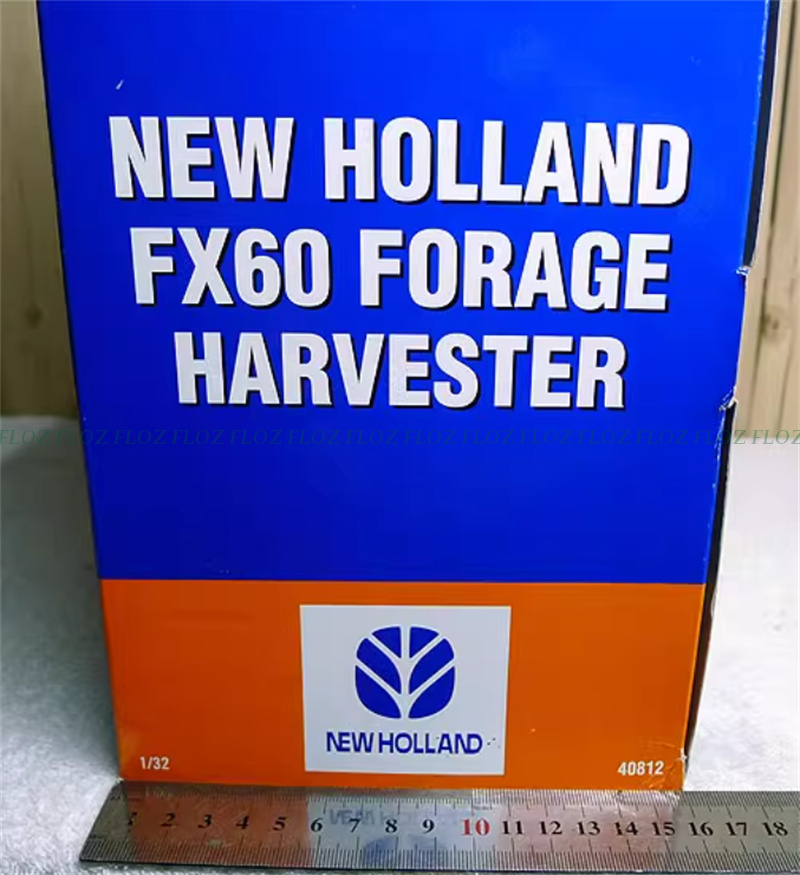 NEW HOLLAND
FX60 FORAGE
HARVESTER
FLOZ FLOZ FLOZ FLOZ FLOZ FLOZ FLOZ FLOZ FLOZ FLOZ FLOZ FLOZ FLOZ FLOZ
NEW HOLLAND
1/32
40812
1 2 3 4 5 6 7 8 9 10 11 12 13 14 15 16 17 18